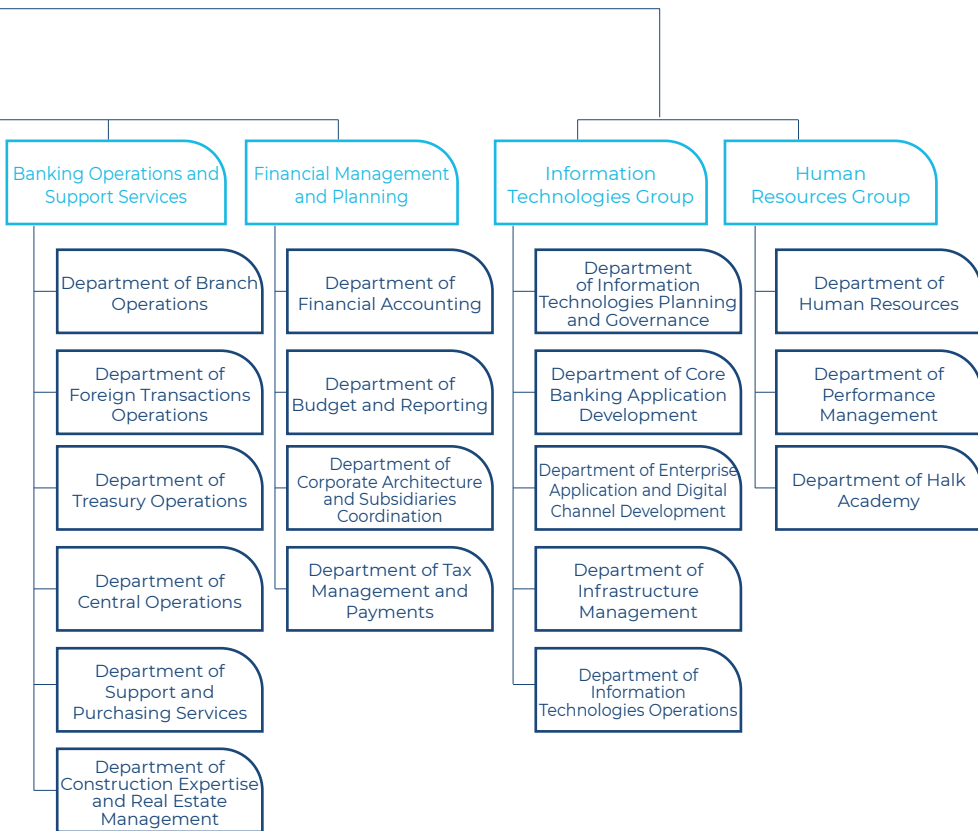 Banking Operations and
Support Services
Department of Branch
Operations
Department of
Foreign Transactions
Operations
Department of
Treasury Operations
Department of
Central Operations
Department of
Support and
Purchasing Services
Department of
Construction Expertise
and Real Estate
Management
Financial Management
and Planning
Department of
Financial Accounting
Department of
Budget and Reporting
Department of
Corporate Architecture
and Subsidiaries
Coordination
Department of Tax
Management and
Payments
Information
Technologies Group
Department
of Information
Technologies Planning
and Governance
Department of Core
Banking Application
Development
Department of Enterprise
Application and Digital
Channel Development
Department of
Infrastructure
Management
Department of
Information
Technologies Operations
Human
Resources Group
Department of
Human Resources
Department of
Performance
Management
Department of Halk
Academy